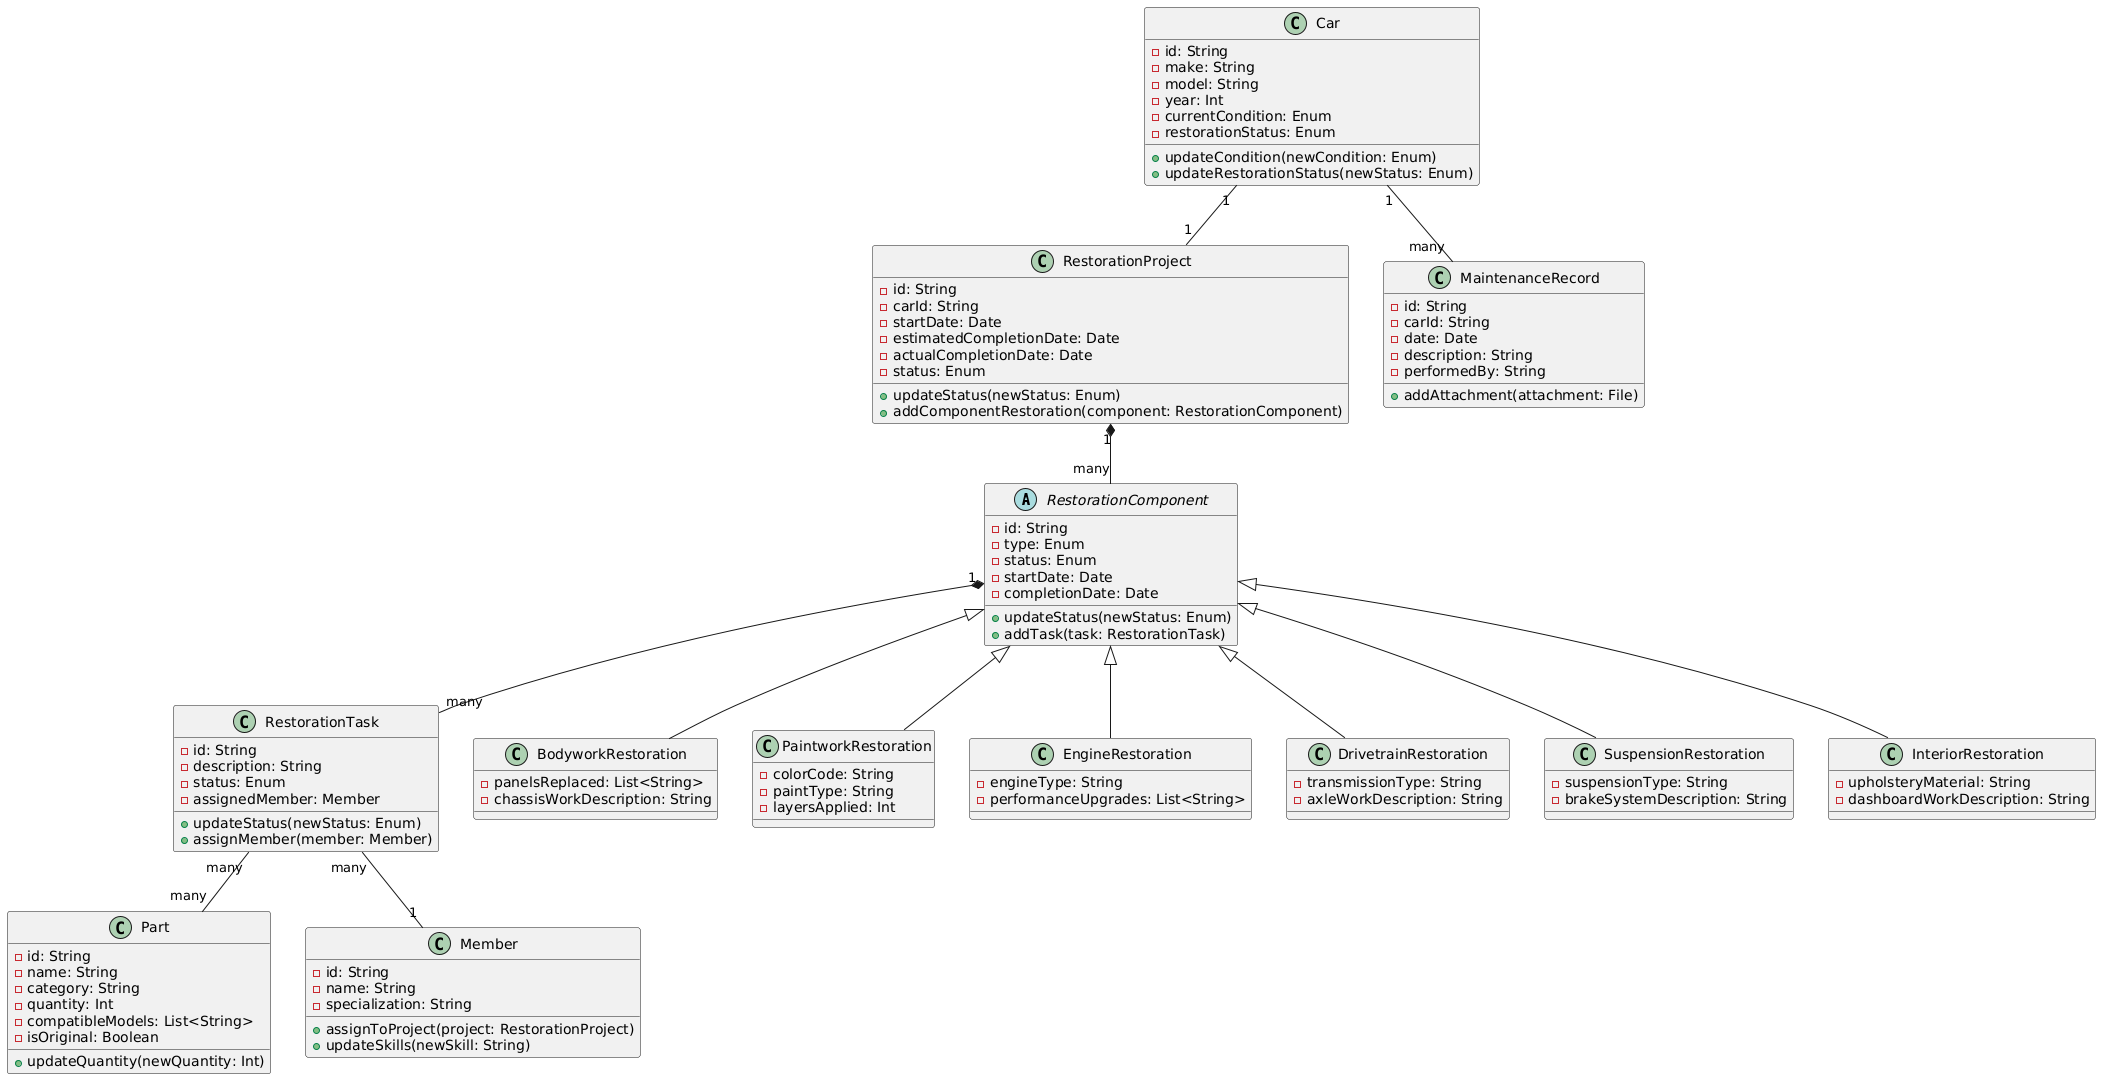 C Car
id: String
make: String
model: String
year: Int
currentCondition: Enum
restorationStatus: Enum
updateCondition(newCondition: Enum)
updateRestorationStatus(newStatus: Enum)
1
1
1
many
C RestorationProject
id: String
carId: String
startDate: Date
estimatedCompletionDate: Date
actualCompletionDate: Date
status: Enum
updateStatus(newStatus: Enum)
addComponentRestoration(component: RestorationComponent)
C MaintenanceRecord
id: String
carId: String
date: Date
description: String
performedBy: String
addAttachment(attachment: File)
1
many
A RestorationComponent
id: String
type: Enum
status: Enum
startDate: Date
completionDate: Date
updateStatus(newStatus: Enum)
addTask(task: RestorationTask)
1
many
C RestorationTask
id: String
description: String
status: Enum
assignedMember: Member
updateStatus(newStatus: Enum)
assignMember(member: Member)
C BodyworkRestoration
panelsReplaced: List<String>
chassisWorkDescription: String
C PaintworkRestoration
colorCode: String
paintType: String
layersApplied: Int
C EngineRestoration
engineType: String
performanceUpgrades: List<String>
C DrivetrainRestoration
transmissionType: String
axleWorkDescription: String
C SuspensionRestoration
suspensionType: String
brakeSystemDescription: String
C InteriorRestoration
upholsteryMaterial: String
dashboardWorkDescription: String
many
many
many
1
C Part
id: String
name: String
category: String
quantity: Int
compatibleModels: List<String>
isOriginal: Boolean
updateQuantity(newQuantity: Int)
C Member
id: String
name: String
specialization: String
assignToProject(project: RestorationProject)
updateSkills(newSkill: String)